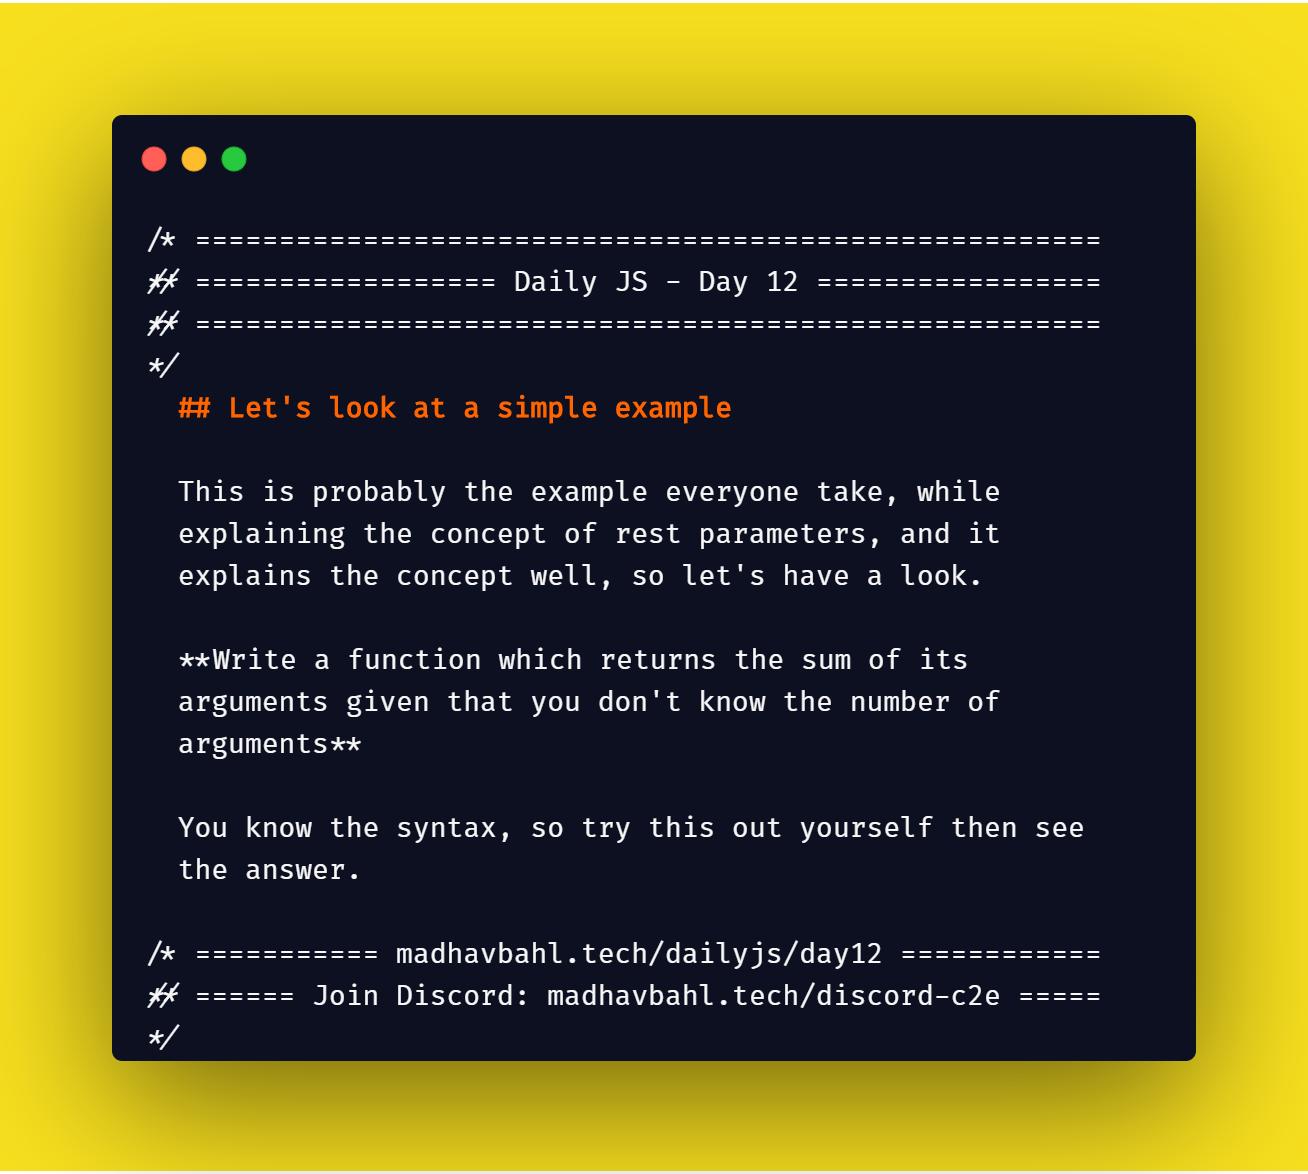 /* ======================================================
## ================== Daily JS - Day 12 =================
## ======================================================
*/
## Let's look at a simple example
This is probably the example everyone take, while
explaining the concept of rest parameters, and it
explains the concept well, so let's have a look.
**Write a function which returns the sum of its
arguments given that you don't know the number of
arguments**
You know the syntax, so try this out yourself then see
the answer.
/* =========== madhavbahl.tech/dailyjs/day12 ============
## ====== Join Discord: madhavbahl.tech/discord-c2e =====
*/